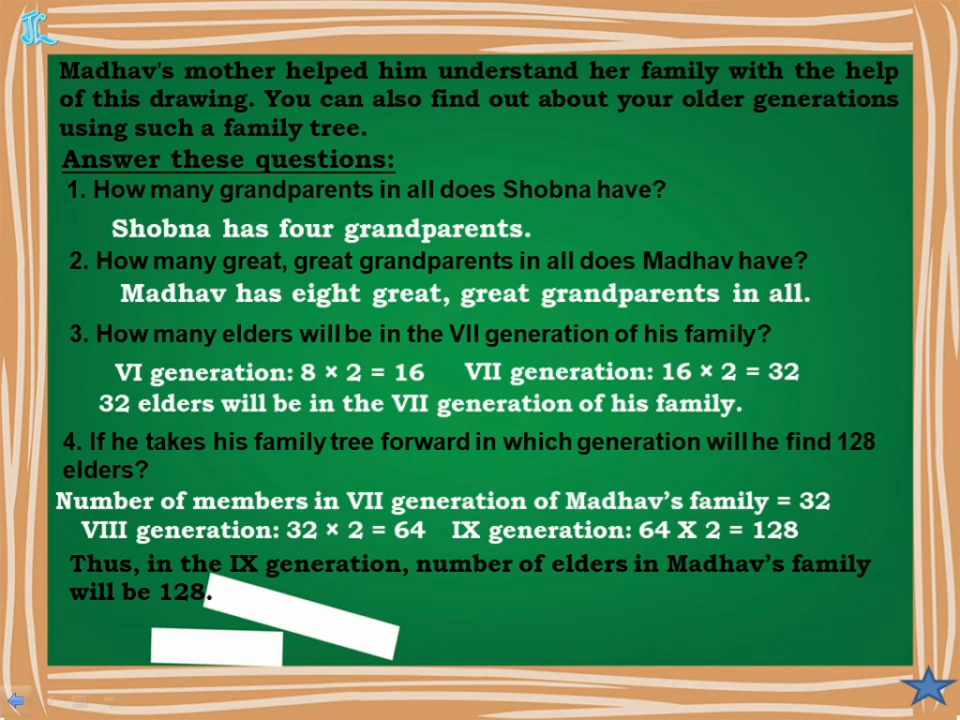 JL
Madhav's mother helped him understand her family with the help
of this drawing. You can also find out about your older generations
using such a family tree.
Answer these questions:
1. How many grandparents in all does Shobna have?
Shobna has four grandparents.
2. How many great, great grandparents in all does Madhav have?
Madhav has eight great, great grandparents in all.
3. How many elders will be in the VII generation of his family?
VI generation: 8 × 2 = 16 VII generation: 16 × 2 = 32
32 elders will be in the VII generation of his family.
4. If he takes his family tree forward in which generation will he find 128
elders?
Number of members in VII generation of Madhav’s family = 32
VIII generation: 32 × 2 = 64 IX generation: 64 X 2 = 128
Thus, in the IX generation, number of elders in Madhav’s family
will be 128.